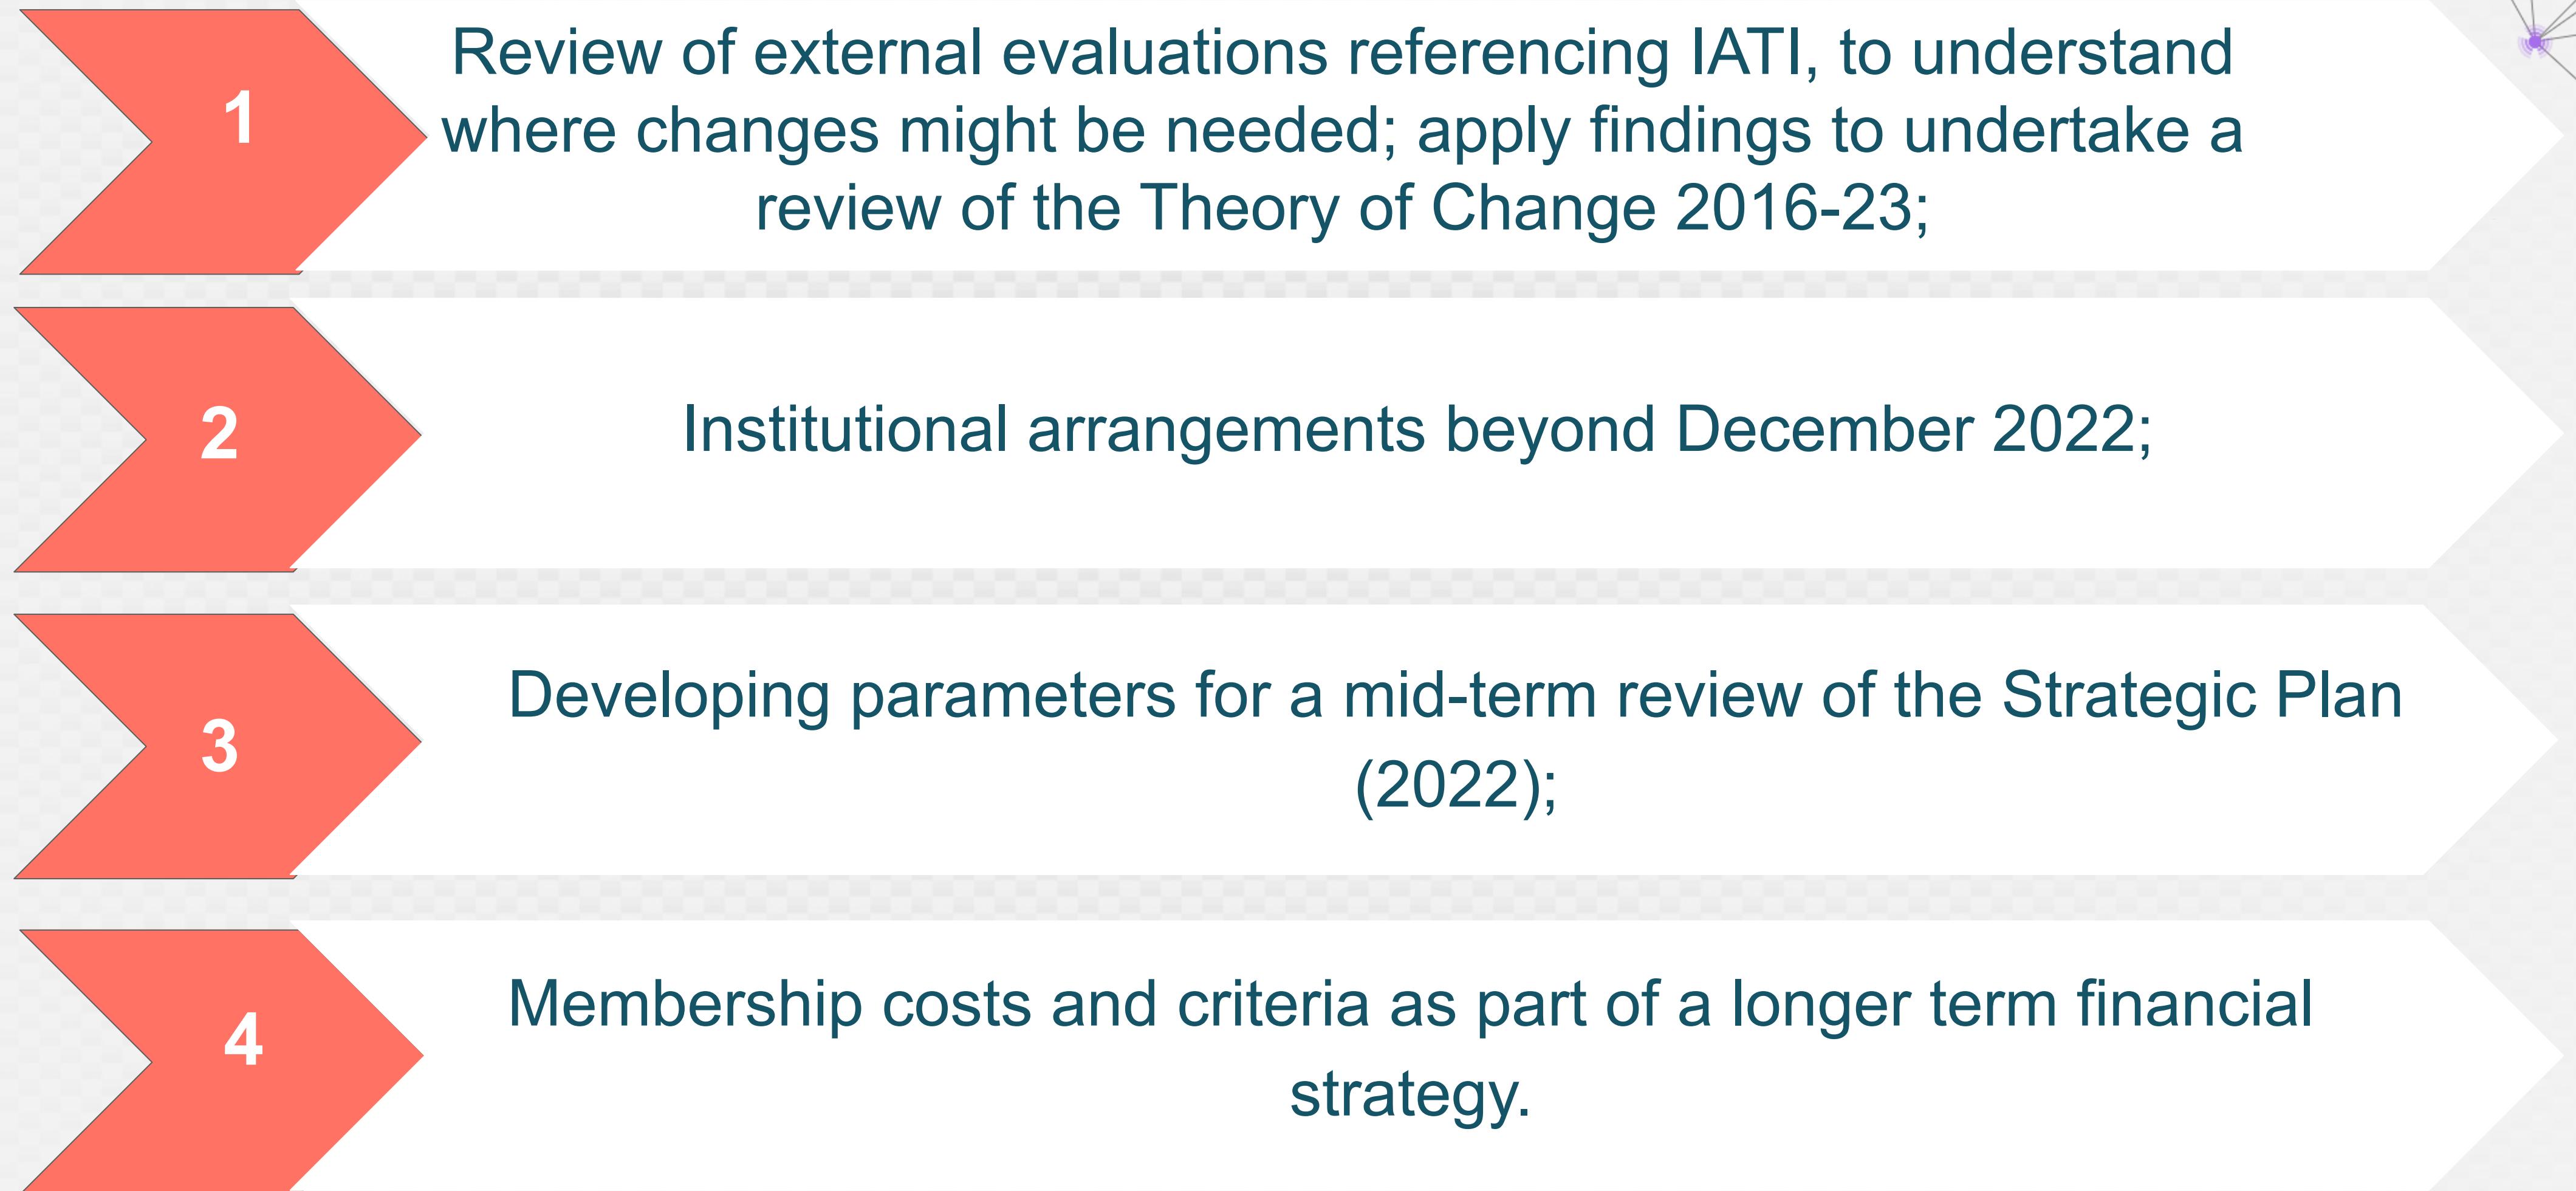 1
Review of external evaluations referencing IATI, to understand
where changes might be needed; apply findings to undertake a
review of the Theory of Change 2016-23;
2
Institutional arrangements beyond December 2022;
3
Developing parameters for a mid-term review of the Strategic Plan
(2022);
4
Membership costs and criteria as part of a longer term financial
strategy.